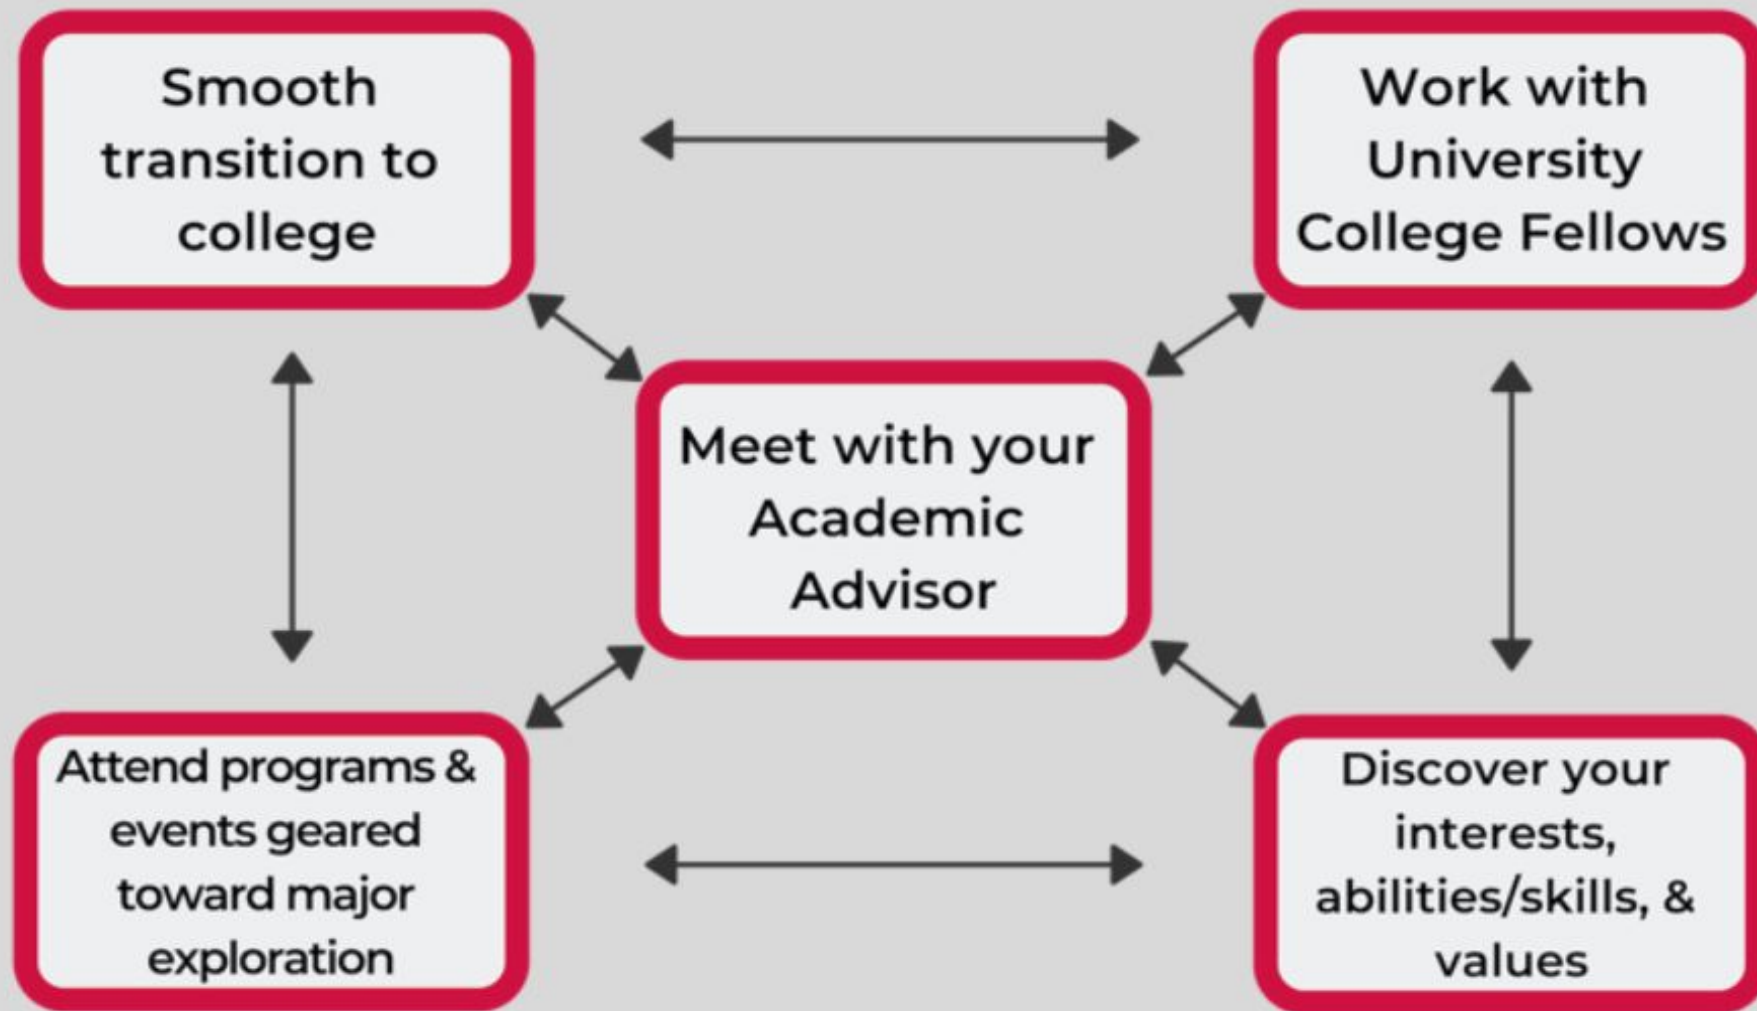 Smooth
transition to
college
Work with
University
College Fellows
Meet with your
Academic
Advisor
Attend programs &
events geared
toward major
exploration
Discover your
interests,
abilities/skills, &
values